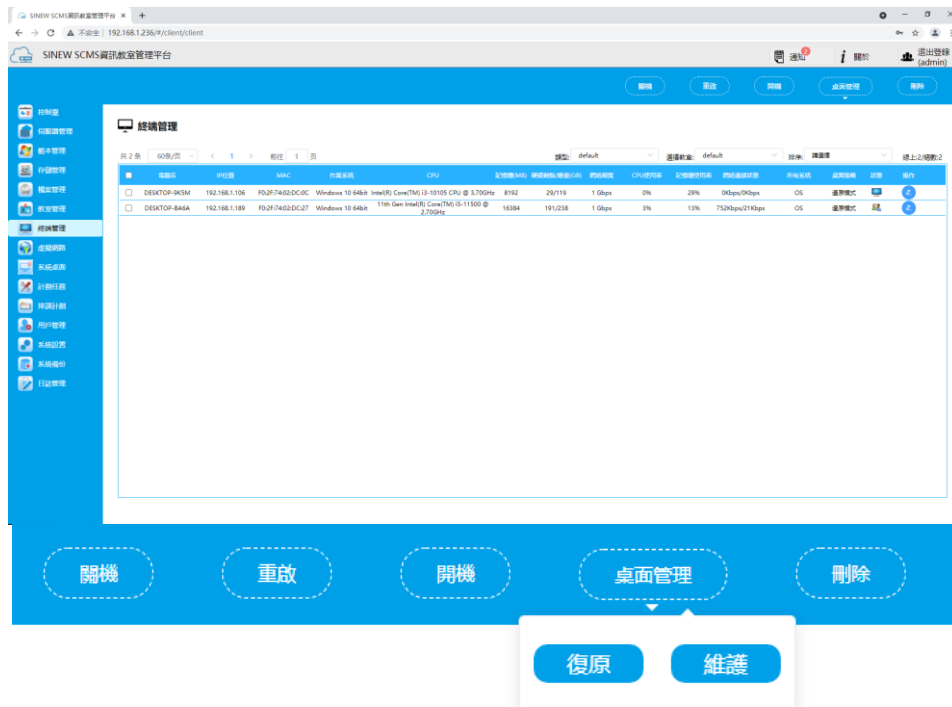 SINEW SCMS資訊教室管理平台 × +
不安全 | 192.168.1.236/#/client/client
SINEW SCMS資訊教室管理平台
通知 2
關於
退出登錄
(admin)
關機 重啟 開機 桌面管理 刪除
控制室
伺服器管理
範本管理
存儲管理
檔案管理
教室管理
終端管理
虛擬網路
系統桌面
計劃任務
排課計劃
用戶管理
系統設置
系統備份
日誌管理
終端管理
共 2 条 60条/页 < 1 > 前往 1 页 類型: default 選擇教室: default 排序: 請選擇 線上:2/總數:2
電腦名 IP位置 MAC 作業系統 CPU 記憶體(MB) 硬碟剩餘/總量(GB) 網絡頻寬 CPU使用率 記憶體使用率 網絡連線狀態 所有系統 桌面策略 狀態 操作
DESKTOP-9K5M 192.168.1.106 F0:2F:74:02:DC:0C Windows 10 64bit Intel(R) Core(TM) i3-10105 CPU @ 3.70GHz 8192 29/119 1 Gbps 0% 29% 0Kbps/0Kbps OS 還原模式
DESKTOP-8A6A 192.168.1.189 F0:2F:74:02:DC:27 Windows 10 64bit 11th Gen Intel(R) Core(TM) i5-11500 @ 2.70GHz 16384 191/238 1 Gbps 3% 13% 752Kbps/21Kbps OS 還原模式
關機 重啟 開機 桌面管理 刪除
復原 維護